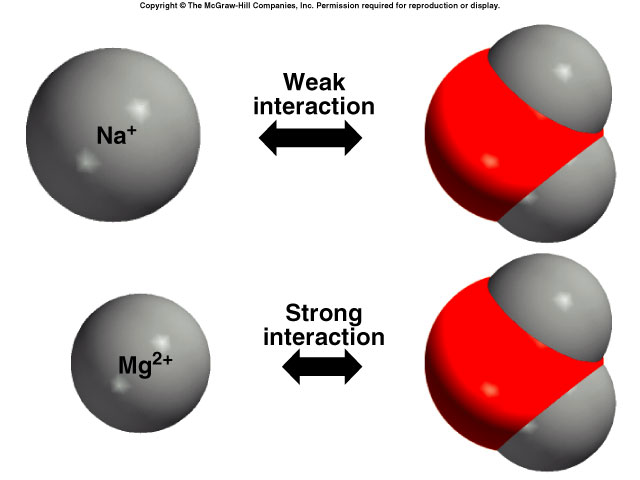 Copyright © The McGraw-Hill Companies, Inc. Permission required for reproduction or display.
Weak
interaction
Na⁺
Strong
interaction
Mg²⁺